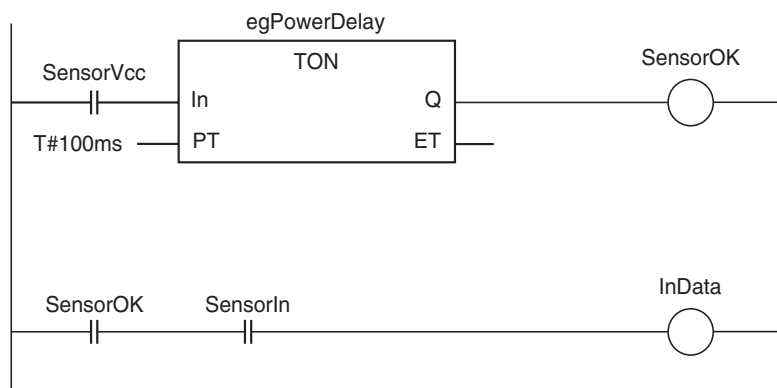 egPowerDelay
TON
SensorVcc
SensorOK
In
Q
T#100ms
PT
ET
SensorOK
SensorIn
InData